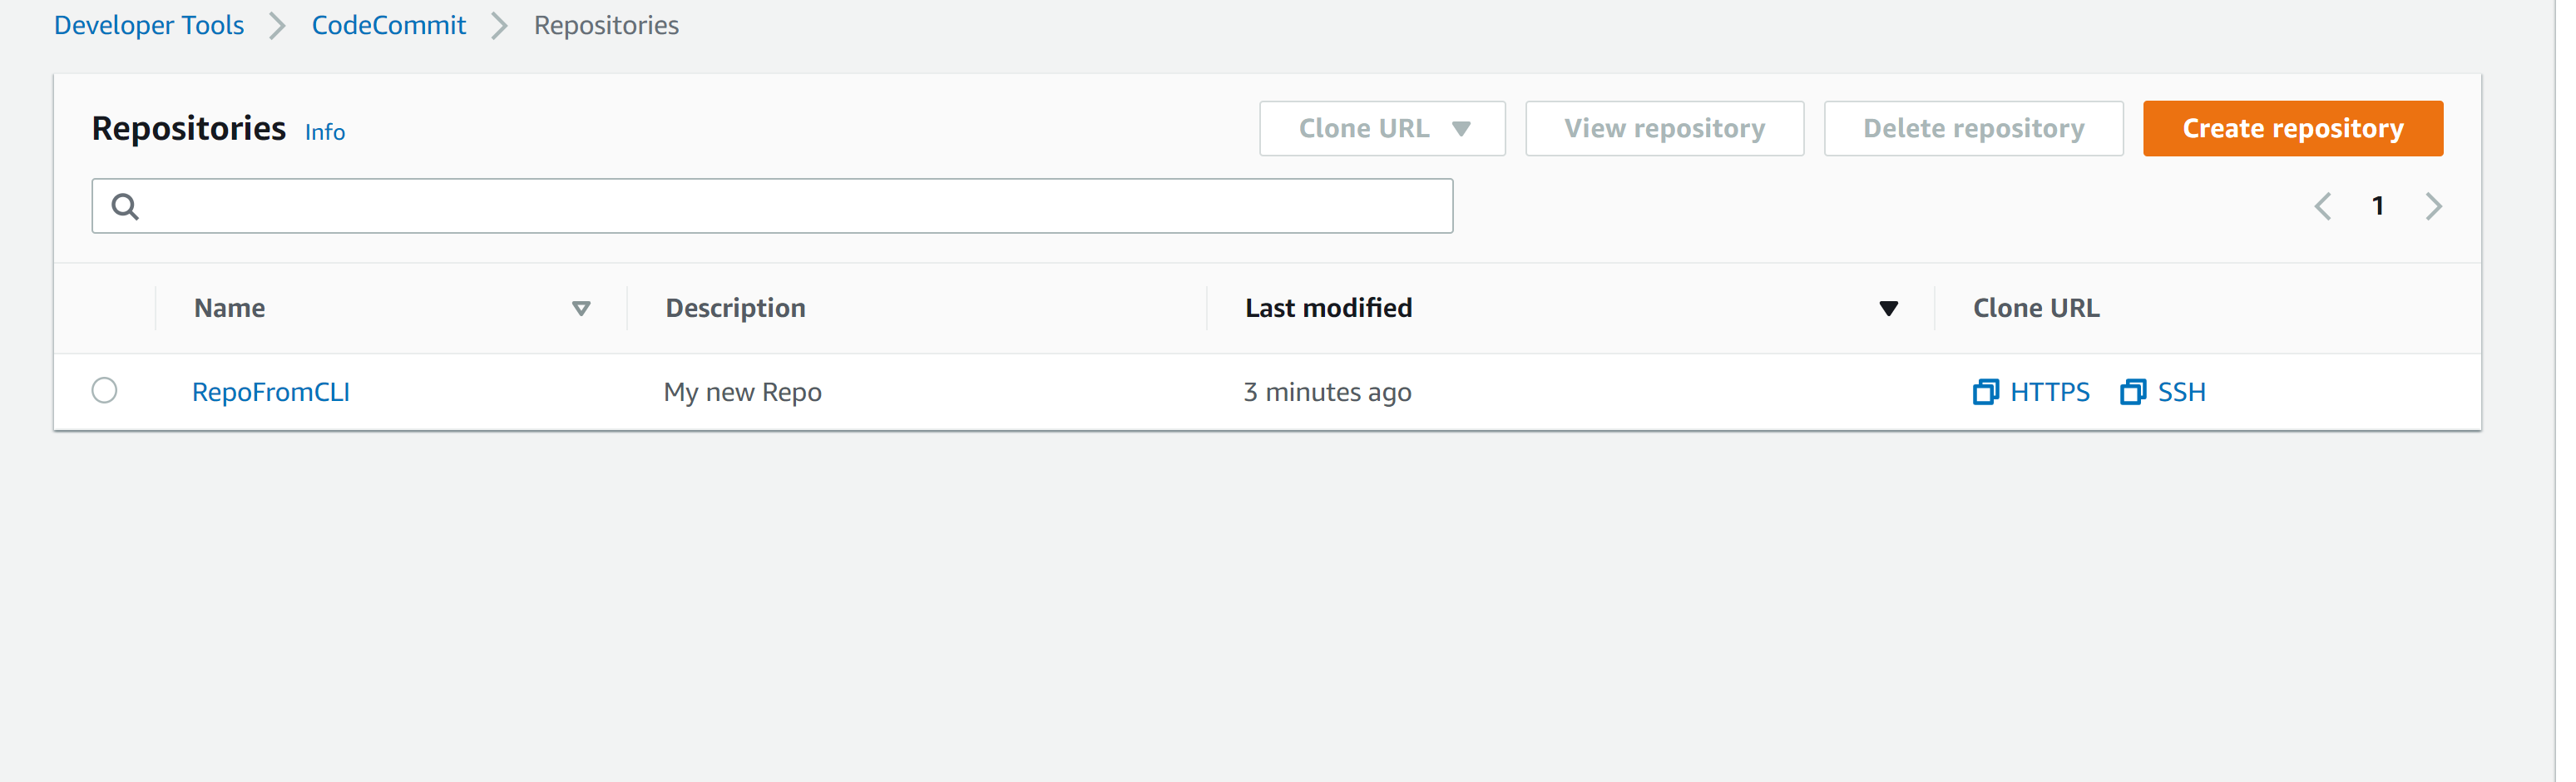 Developer Tools CodeCommit Repositories
Repositories Info Clone URL View repository Delete repository Create repository
1
Name Description Last modified Clone URL
RepoFromCLI My new Repo 3 minutes ago HTTPS SSH